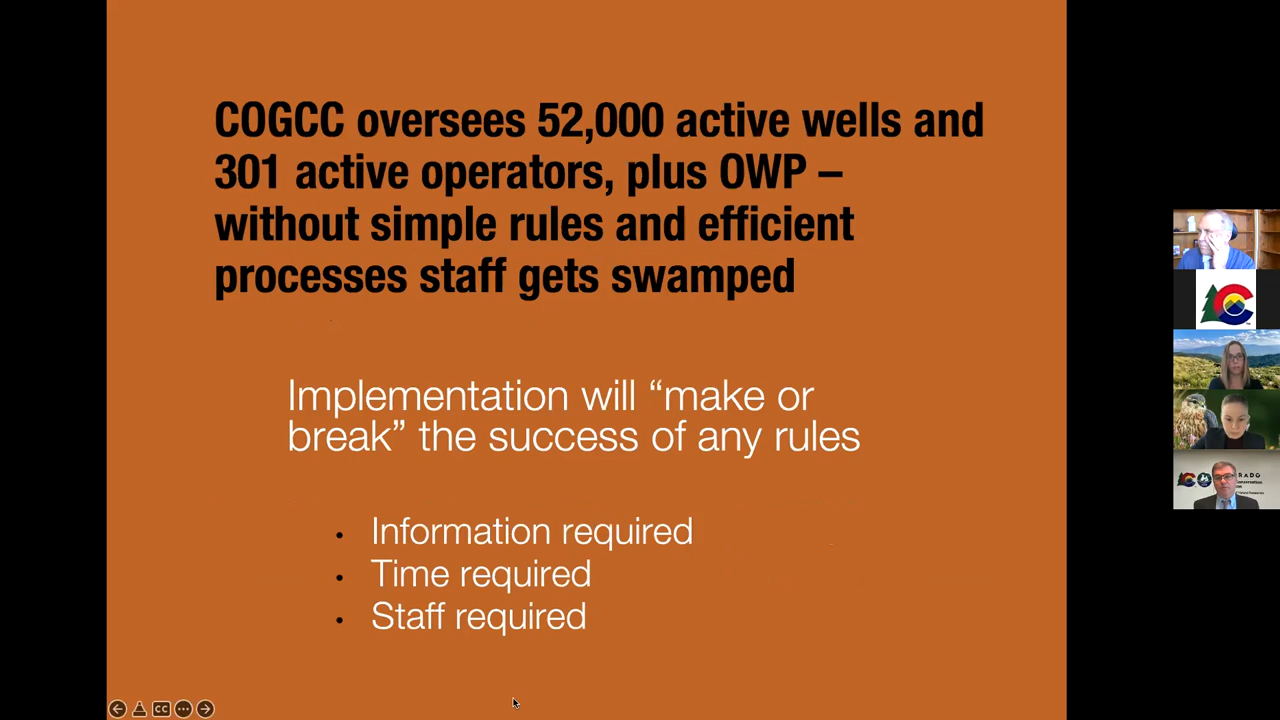 COGCC oversees 52,000 active wells and
301 active operators, plus OWP –
without simple rules and efficient
processes staff gets swamped
Implementation will “make or
break” the success of any rules
• Information required
• Time required
• Staff required
CC